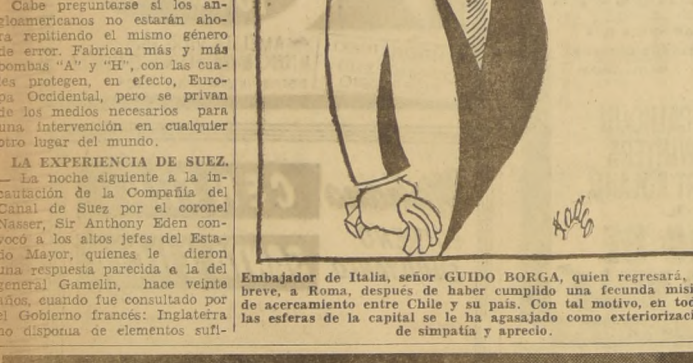 Cabe preguntarse si los an-
gloamericanos no estarán aho-
ra repitiendo el mismo género
de error. Fabrican más y más
bombas "A" y "H", con las cua-
les protegen, en efecto, Euro-
pa Occidental, pero se privan
de los medios necesarios para
una intervención en cualquier
otro lugar del mundo.
LA EXPERIENCIA DE SUEZ.
— La noche siguiente a la in-
cautación de la Compañía del
Canal de Suez por el coronel
Nasser, Sir Anthony Eden con-
vocó a los altos jefes del Esta-
do Mayor, quienes le dieron
una respuesta parecida a la del
general Gamelin, hace veinte
años, cuando fue consultado por
el Gobierno francés: Inglaterra
no disponía de elementos sufi-
Embajador de Italia, señor GUIDO BORGA, quien regresará,
breve, a Roma, después de haber cumplido una fecunda misi
de acercamiento entre Chile y su país. Con tal motivo, en toc
las esferas de la capital se le ha agasajado como exteriorizaci
de simpatía y aprecio.